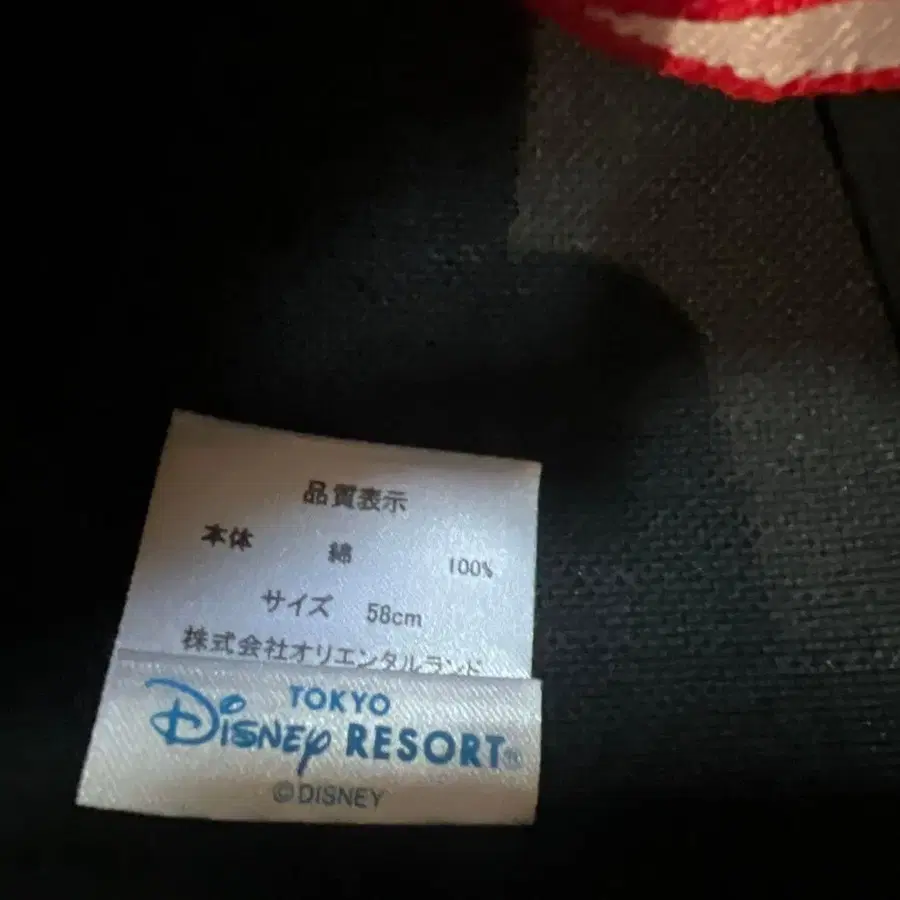 品質表示
本体 綿 100%
サイズ 58cm
株式会社オリエンタルランド
TOKYO
Disney RESORT®
©DISNEY